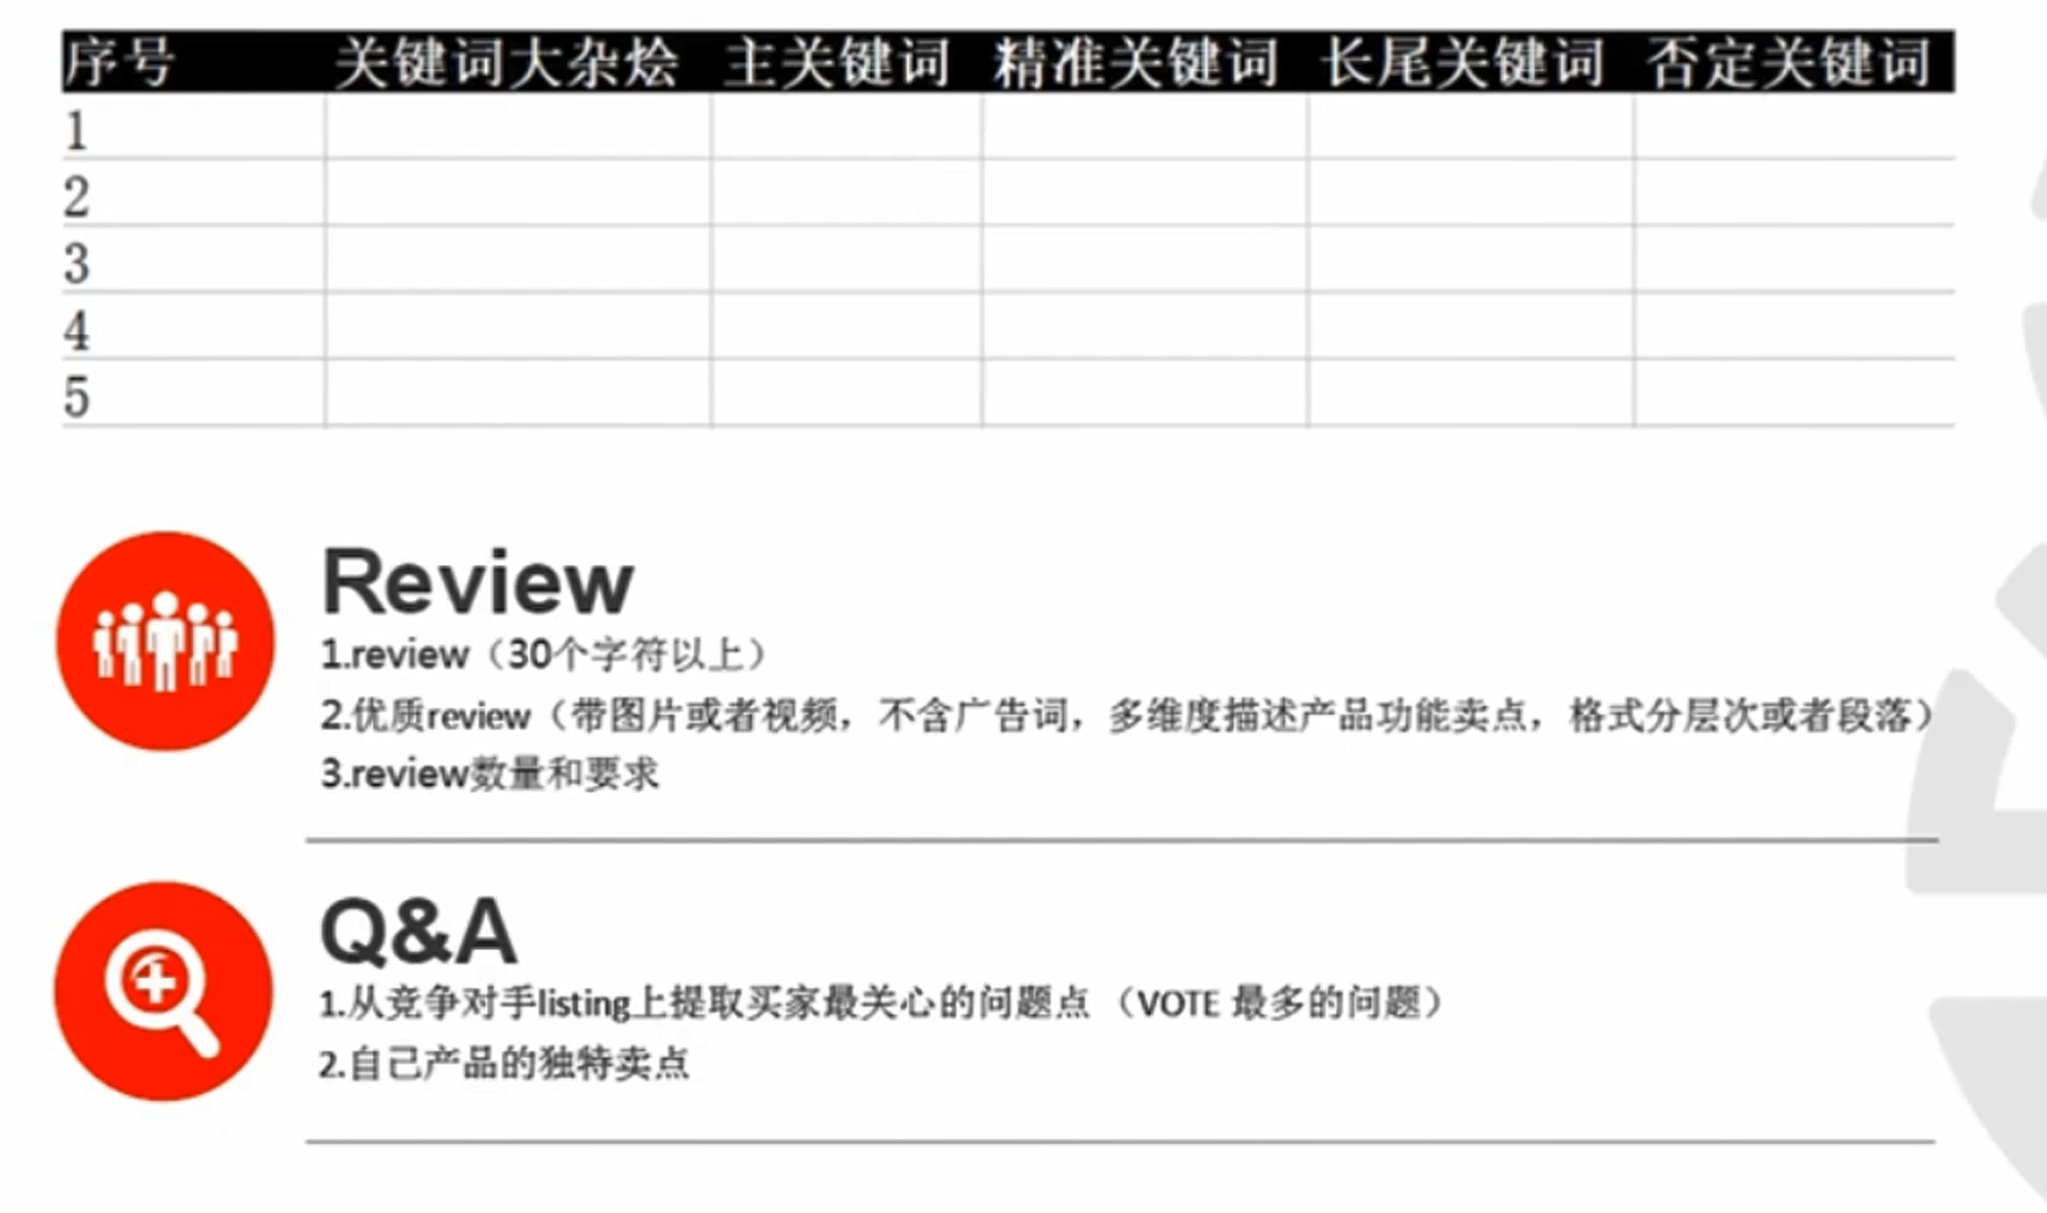 序号 关键词大杂烩 主关键词 精准关键词 长尾关键词 否定关键词
1
2
3
4
5
Review
1.review（30个字符以上）
2.优质review（带图片或者视频，不含广告词，多维度描述产品功能卖点，格式分层次或者段落）
3.review数量和要求
Q&A
1.从竞争对手listing上提取买家最关心的问题点 （VOTE 最多的问题）
2.自己产品的独特卖点